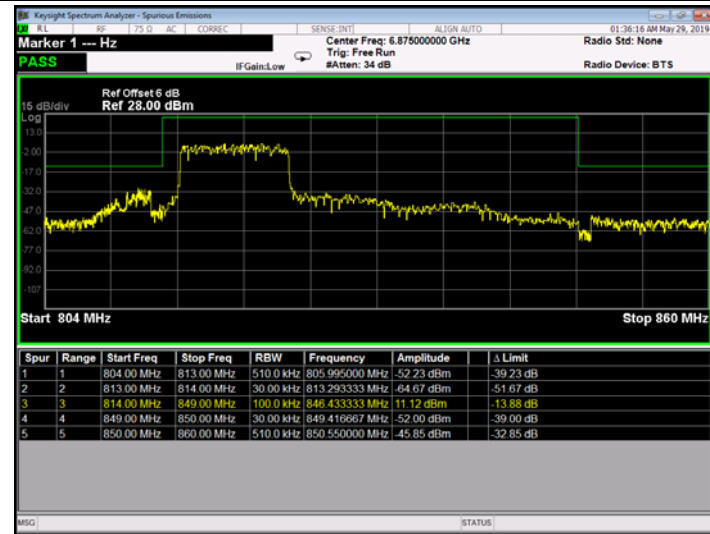 Keysight Spectrum Analyzer - Spurious Emissions
RL RF 75 Ω AC CORREC SENSE:INT ALIGN AUTO 01:36:16 AM May 29, 2019
Marker 1 --- Hz
Center Freq: 6.875000000 GHz
Radio Std: None
Trig: Free Run
PASS
IFGain:Low
#Atten: 34 dB
Radio Device: BTS
Ref Offset 6 dB
15 dB/div Ref 28.00 dBm
Log
13.0
-2.00
-17.0
-32.0
-47.0
-62.0
-77.0
-92.0
-107
Start 804 MHz Stop 860 MHz
Spur Range Start Freq Stop Freq RBW Frequency Amplitude Δ Limit
1 1 804.00 MHz 813.00 MHz 510.0 kHz 805.995000 MHz -52.23 dBm -39.23 dB
2 2 813.00 MHz 814.00 MHz 30.00 kHz 813.293333 MHz -64.67 dBm -51.67 dB
3 3 814.00 MHz 849.00 MHz 100.0 kHz 846.433333 MHz 11.12 dBm -13.88 dB
4 4 849.00 MHz 850.00 MHz 30.00 kHz 849.416667 MHz -52.00 dBm -39.00 dB
5 5 850.00 MHz 860.00 MHz 510.0 kHz 850.550000 MHz -45.85 dBm -32.85 dB
MSG STATUS